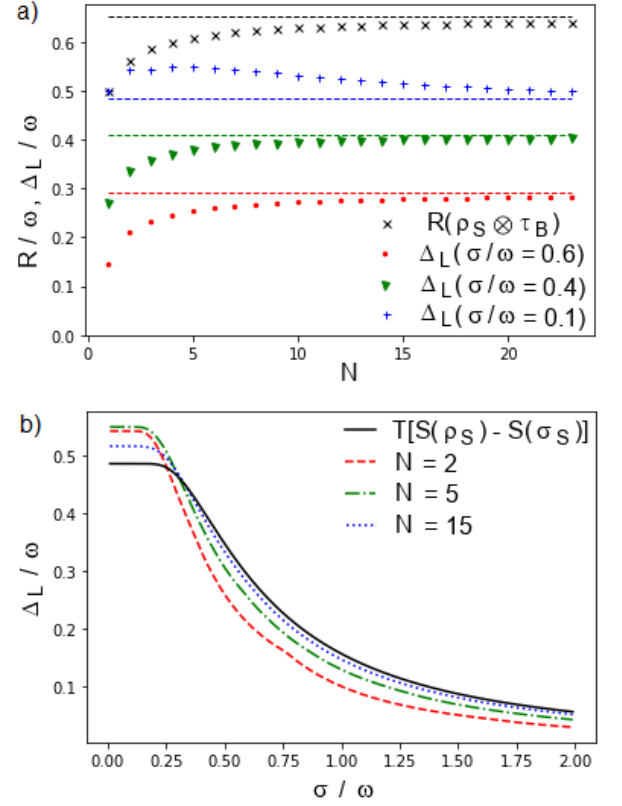 a)
R / ω, Δ_L / ω
0.6
0.5
0.4
0.3
0.2
0.1
0.0
R(ρ_S ⊗ τ_B)
Δ_L(σ/ω = 0.6)
Δ_L(σ/ω = 0.4)
Δ_L(σ/ω = 0.1)
0 5 10 15 20
N
b)
Δ_L / ω
0.5
0.4
0.3
0.2
0.1
T[S(ρ_S) - S(σ_S)]
N = 2
N = 5
N = 15
0.00 0.25 0.50 0.75 1.00 1.25 1.50 1.75 2.00
σ / ω